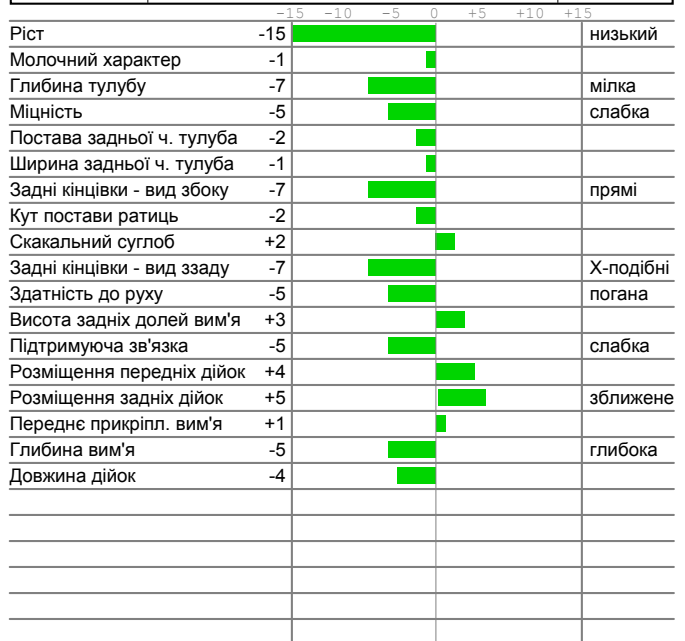 -15 -10 -5 0 +5 +10 +15
Ріст -15 низький
Молочний характер -1
Глибина тулубу -7 мілка
Міцність -5 слабка
Постава задньої ч. тулуба -2
Ширина задньої ч. тулуба -1
Задні кінцівки - вид збоку -7 прямі
Кут постави ратиць -2
Скакальний суглоб +2
Задні кінцівки - вид ззаду -7 Х-подібні
Здатність до руху -5 погана
Висота задніх долей вим'я +3
Підтримуюча зв'язка -5 слабка
Розміщення передніх дійок +4
Розміщення задніх дійок +5 зближене
Переднє прикріпл. вим'я +1
Глибина вим'я -5 глибока
Довжина дійок -4